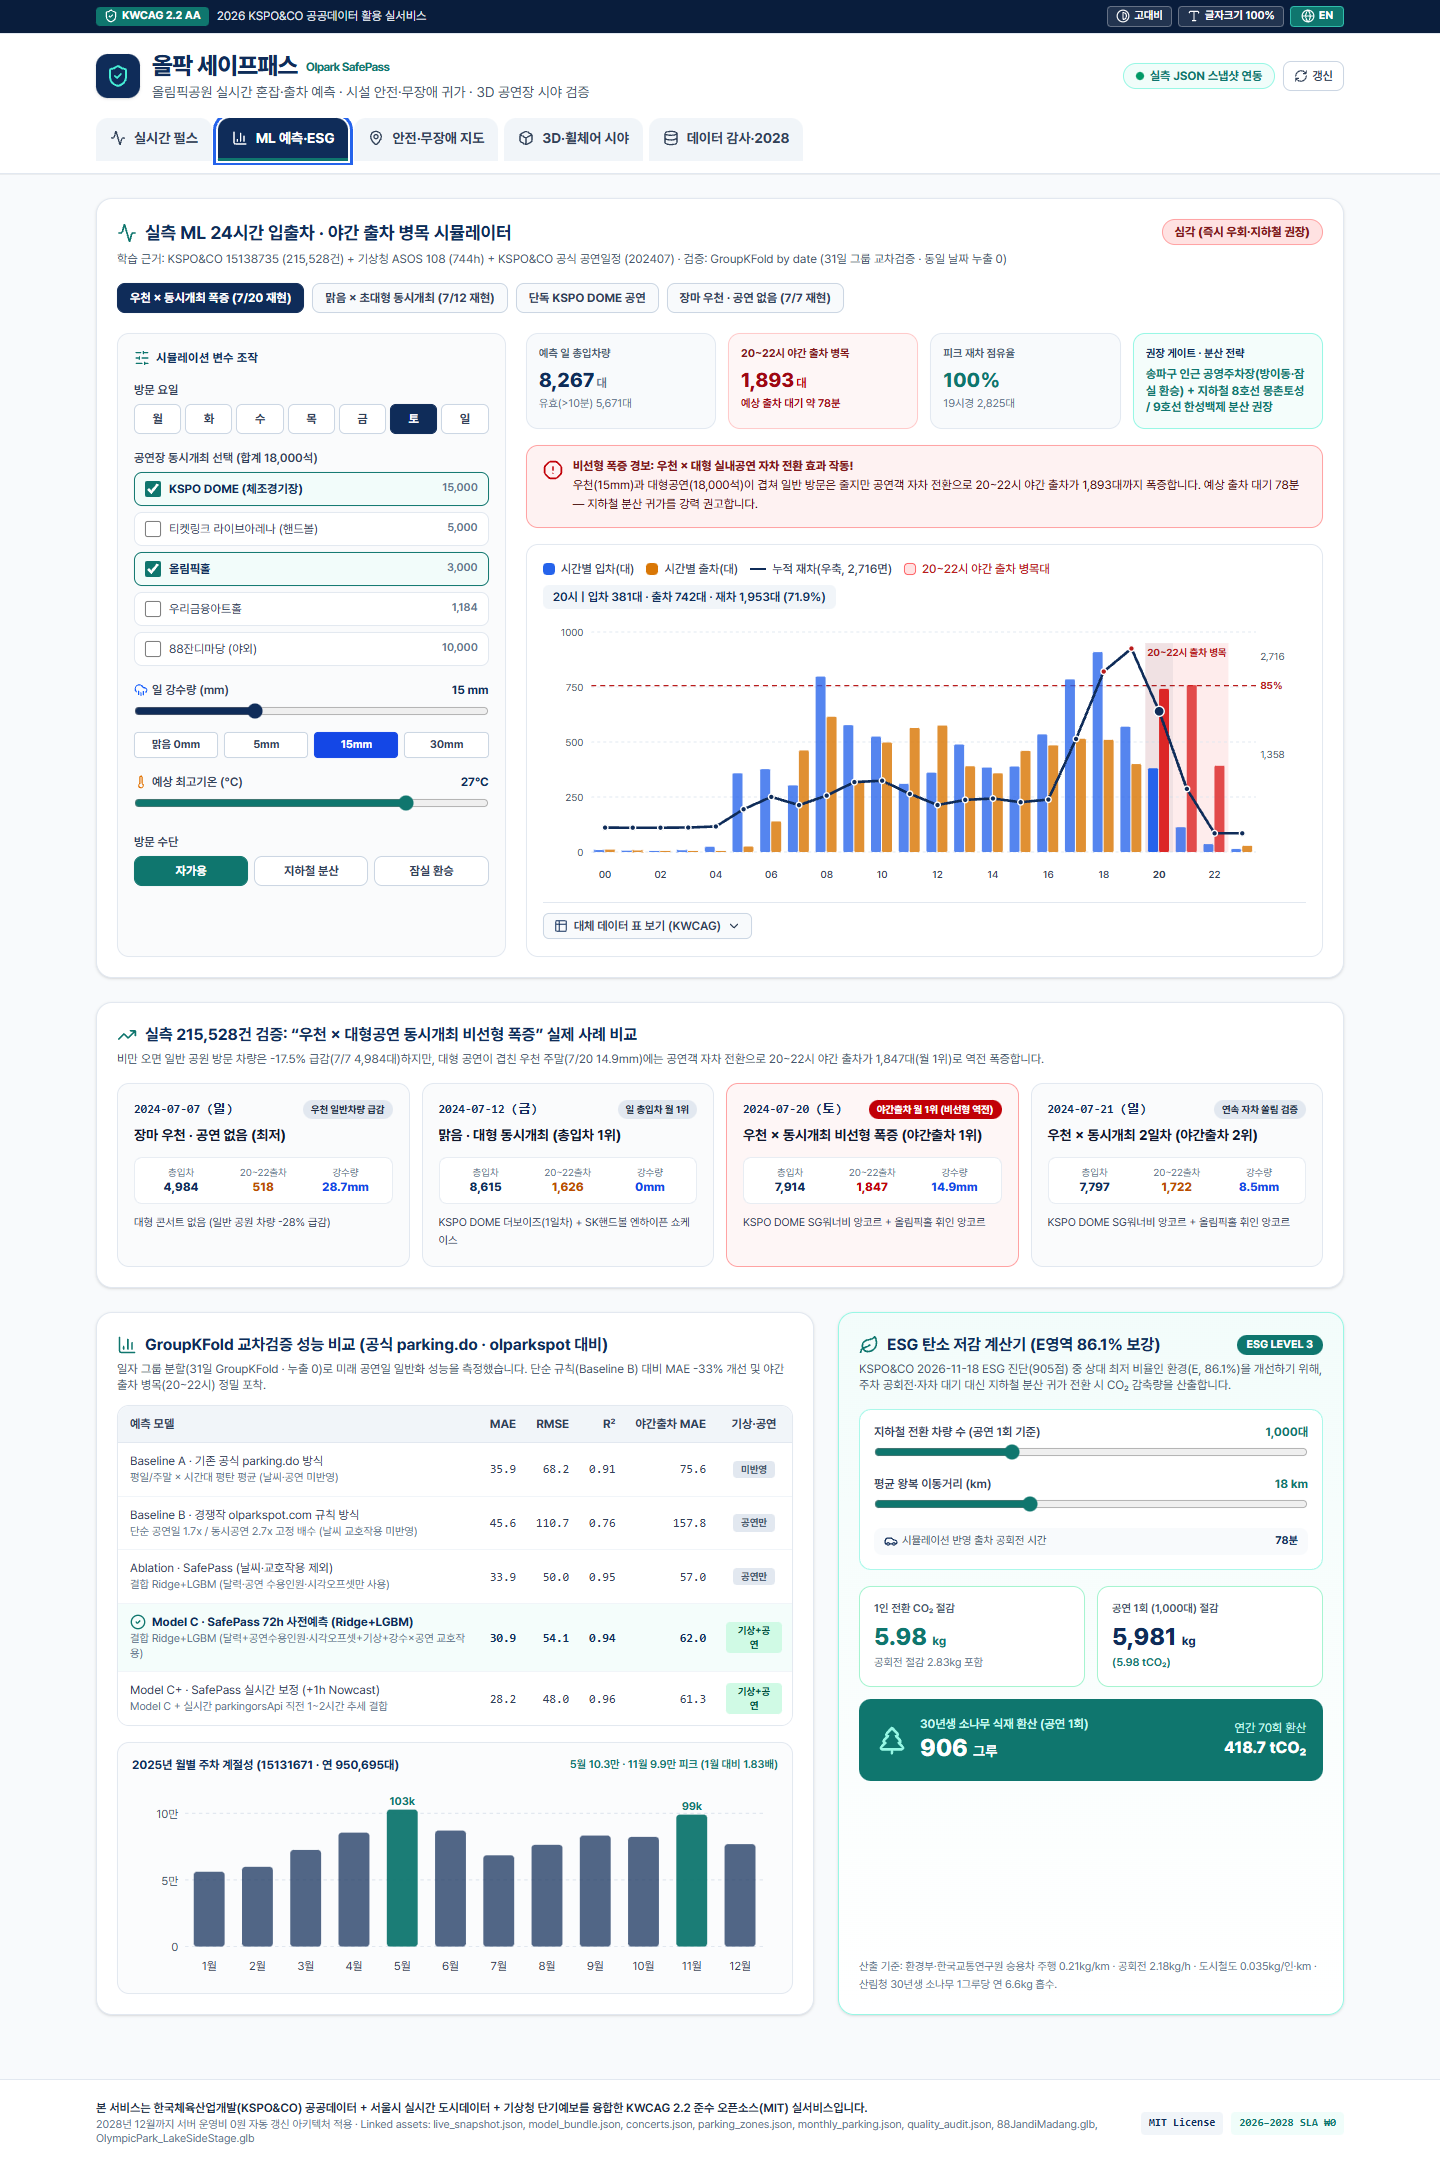 KWCAG 2.2 AA 2026 KSPO&CO 공공데이터 활용 실서비스 고대비 글자크기 100% EN
올팍 세이프패스 Olpark SafePass
올림픽공원 실시간 혼잡·출차 예측 · 시설 안전·무장애 귀가 · 3D 공연장 시야 검증
실측 JSON 스냅샷 연동 갱신
실시간 펄스 ML 예측·ESG 안전·무장애 지도 3D·휠체어 시야 데이터 감사·2028
실측 ML 24시간 입출차 · 야간 출차 병목 시뮬레이터
심각 (즉시 우회·지하철 권장)
학습 근거: KSPO&CO 15138735 (215,528건) + 기상청 ASOS 108 (744h) + KSPO&CO 공식 공연일정 (202407) · 검증: GroupKFold by date (31일 그룹 교차검증 · 동일 날짜 누출 0)
우천 × 동시개최 폭증 (7/20 재현) 맑음 × 초대형 동시개최 (7/12 재현) 단독 KSPO DOME 공연 장마 우천 · 공연 없음 (7/7 재현)
시뮬레이션 변수 조작
방문 요일
월 화 수 목 금 토 일
공연장 동시개최 선택 (합계 18,000석)
KSPO DOME (체조경기장) 15,000
티켓링크 라이브아레나 (핸드볼) 5,000
올림픽홀 3,000
우리금융아트홀 1,184
88잔디마당 (야외) 10,000
일 강수량 (mm) 15 mm
맑음 0mm 5mm 15mm 30mm
예상 최고기온 (°C) 27°C
방문 수단
자가용 지하철 분산 잠실 환승
예측 일 총입차량
8,267 대
유효(>10분) 5,671대
20~22시 야간 출차 병목
1,893 대
예상 출차 대기 약 78분
피크 재차 점유율
100%
19시경 2,825대
권장 게이트 · 분산 전략
송파구 인근 공영주차장(방이동·잠
실 환승) + 지하철 8호선 몽촌토성
/ 9호선 한성백제 분산 권장
비선형 폭증 경보: 우천 × 대형 실내공연 자차 전환 효과 작동!
우천(15mm)과 대형공연(18,000석)이 겹쳐 일반 방문은 줄지만 공연객 자차 전환으로 20~22시 야간 출차가 1,893대까지 폭증합니다. 예상 출차 대기 78분
— 지하철 분산 귀가를 강력 권고합니다.
시간별 입차(대) 시간별 출차(대) 누적 재차(우축, 2,716면) 20~22시 야간 출차 병목대
20시 | 입차 381대 · 출차 742대 · 재차 1,953대 (71.9%)
1000
20~22시 출차 병목
2,716
750
85%
500
1,358
250
0
00 02 04 06 08 10 12 14 16 18 20 22
대체 데이터 표 보기 (KWCAG)
실측 215,528건 검증: “우천 × 대형공연 동시개최 비선형 폭증” 실제 사례 비교
비만 오면 일반 공원 방문 차량은 -17.5% 급감(7/7 4,984대)하지만, 대형 공연이 겹친 우천 주말(7/20 14.9mm)에는 공연객 자차 전환으로 20~22시 야간 출차가 1,847대(월 1위)로 역전 폭증합니다.
2024-07-07 (일) 우천 일반차량 급감
장마 우천 · 공연 없음 (최저)
총입차 20~22출차 강수량
4,984 518 28.7mm
대형 콘서트 없음 (일반 공원 차량 -28% 급감)
2024-07-12 (금) 일 총입차 월 1위
맑음 · 대형 동시개최 (총입차 1위)
총입차 20~22출차 강수량
8,615 1,626 0mm
KSPO DOME 더보이즈(1일차) + SK핸드볼 엔하이픈 쇼케
이스
2024-07-20 (토) 야간출차 월 1위 (비선형 역전)
우천 × 동시개최 비선형 폭증 (야간출차 1위)
총입차 20~22출차 강수량
7,914 1,847 14.9mm
KSPO DOME SG워너비 앙코르 + 올림픽홀 휘인 앙코르
2024-07-21 (일) 연속 자차 쏠림 검증
우천 × 동시개최 2일차 (야간출차 2위)
총입차 20~22출차 강수량
7,797 1,722 8.5mm
KSPO DOME SG워너비 앙코르 + 올림픽홀 휘인 앙코르
GroupKFold 교차검증 성능 비교 (공식 parking.do · olparkspot 대비)
일자 그룹 분할(31일 GroupKFold · 누출 0)로 미래 공연일 일반화 성능을 측정했습니다. 단순 규칙(Baseline B) 대비 MAE -33% 개선 및 야간
출차 병목(20~22시) 정밀 포착.
예측 모델 MAE RMSE R² 야간출차 MAE 기상·공연
Baseline A · 기존 공식 parking.do 방식
평일/주말 × 시간대 평탄 평균 (날씨·공연 미반영)
35.9 68.2 0.91 75.6 미반영
Baseline B · 경쟁작 olparkspot.com 규칙 방식
단순 공연일 1.7x / 동시공연 2.7x 고정 배수 (날씨 교호작용 미반영)
45.6 110.7 0.76 157.8 공연만
Ablation · SafePass (날씨·교호작용 제외)
결합 Ridge+LGBM (달력·공연 수용인원·시각오프셋만 사용)
33.9 50.0 0.95 57.0 공연만
Model C · SafePass 72h 사전예측 (Ridge+LGBM)
결합 Ridge+LGBM (달력+공연수용인원·시각오프셋+기상+강수×공연 교호작
용)
30.9 54.1 0.94 62.0 기상+공
연
Model C+ · SafePass 실시간 보정 (+1h Nowcast)
Model C + 실시간 parkingorsApi 직전 1~2시간 추세 결합
28.2 48.0 0.96 61.3 기상+공
연
2025년 월별 주차 계절성 (15131671 · 연 950,695대) 5월 10.3만 · 11월 9.9만 피크 (1월 대비 1.83배)
103k
99k
10만
5만
0
1월 2월 3월 4월 5월 6월 7월 8월 9월 10월 11월 12월
ESG 탄소 저감 계산기 (E영역 86.1% 보강) ESG LEVEL 3
KSPO&CO 2026-11-18 ESG 진단(905점) 중 상대 최저 비율인 환경(E, 86.1%)을 개선하기 위해,
주차 공회전·자차 대기 대신 지하철 분산 귀가 전환 시 CO₂ 감축량을 산출합니다.
지하철 전환 차량 수 (공연 1회 기준) 1,000대
평균 왕복 이동거리 (km) 18 km
시뮬레이션 반영 출차 공회전 시간 78분
1인 전환 CO₂ 절감
5.98 kg
공회전 절감 2.83kg 포함
공연 1회 (1,000대) 절감
5,981 kg
(5.98 tCO₂)
30년생 소나무 식재 환산 (공연 1회)
906 그루
연간 70회 환산
418.7 tCO₂
산출 기준: 환경부·한국교통연구원 승용차 주행 0.21kg/km · 공회전 2.18kg/h · 도시철도 0.035kg/인·km ·
산림청 30년생 소나무 1그루당 연 6.6kg 흡수.
본 서비스는 한국체육산업개발(KSPO&CO) 공공데이터 + 서울시 실시간 도시데이터 + 기상청 단기예보를 융합한 KWCAG 2.2 준수 오픈소스(MIT) 실서비스입니다.
2028년 12월까지 서버 운영비 0원 자동 갱신 아키텍처 적용 · Linked assets: live_snapshot.json, model_bundle.json, concerts.json, parking_zones.json, monthly_parking.json, quality_audit.json, 88JandiMadang.glb,
OlympicPark_LakeSideStage.glb
MIT License 2026–2028 SLA ₩0